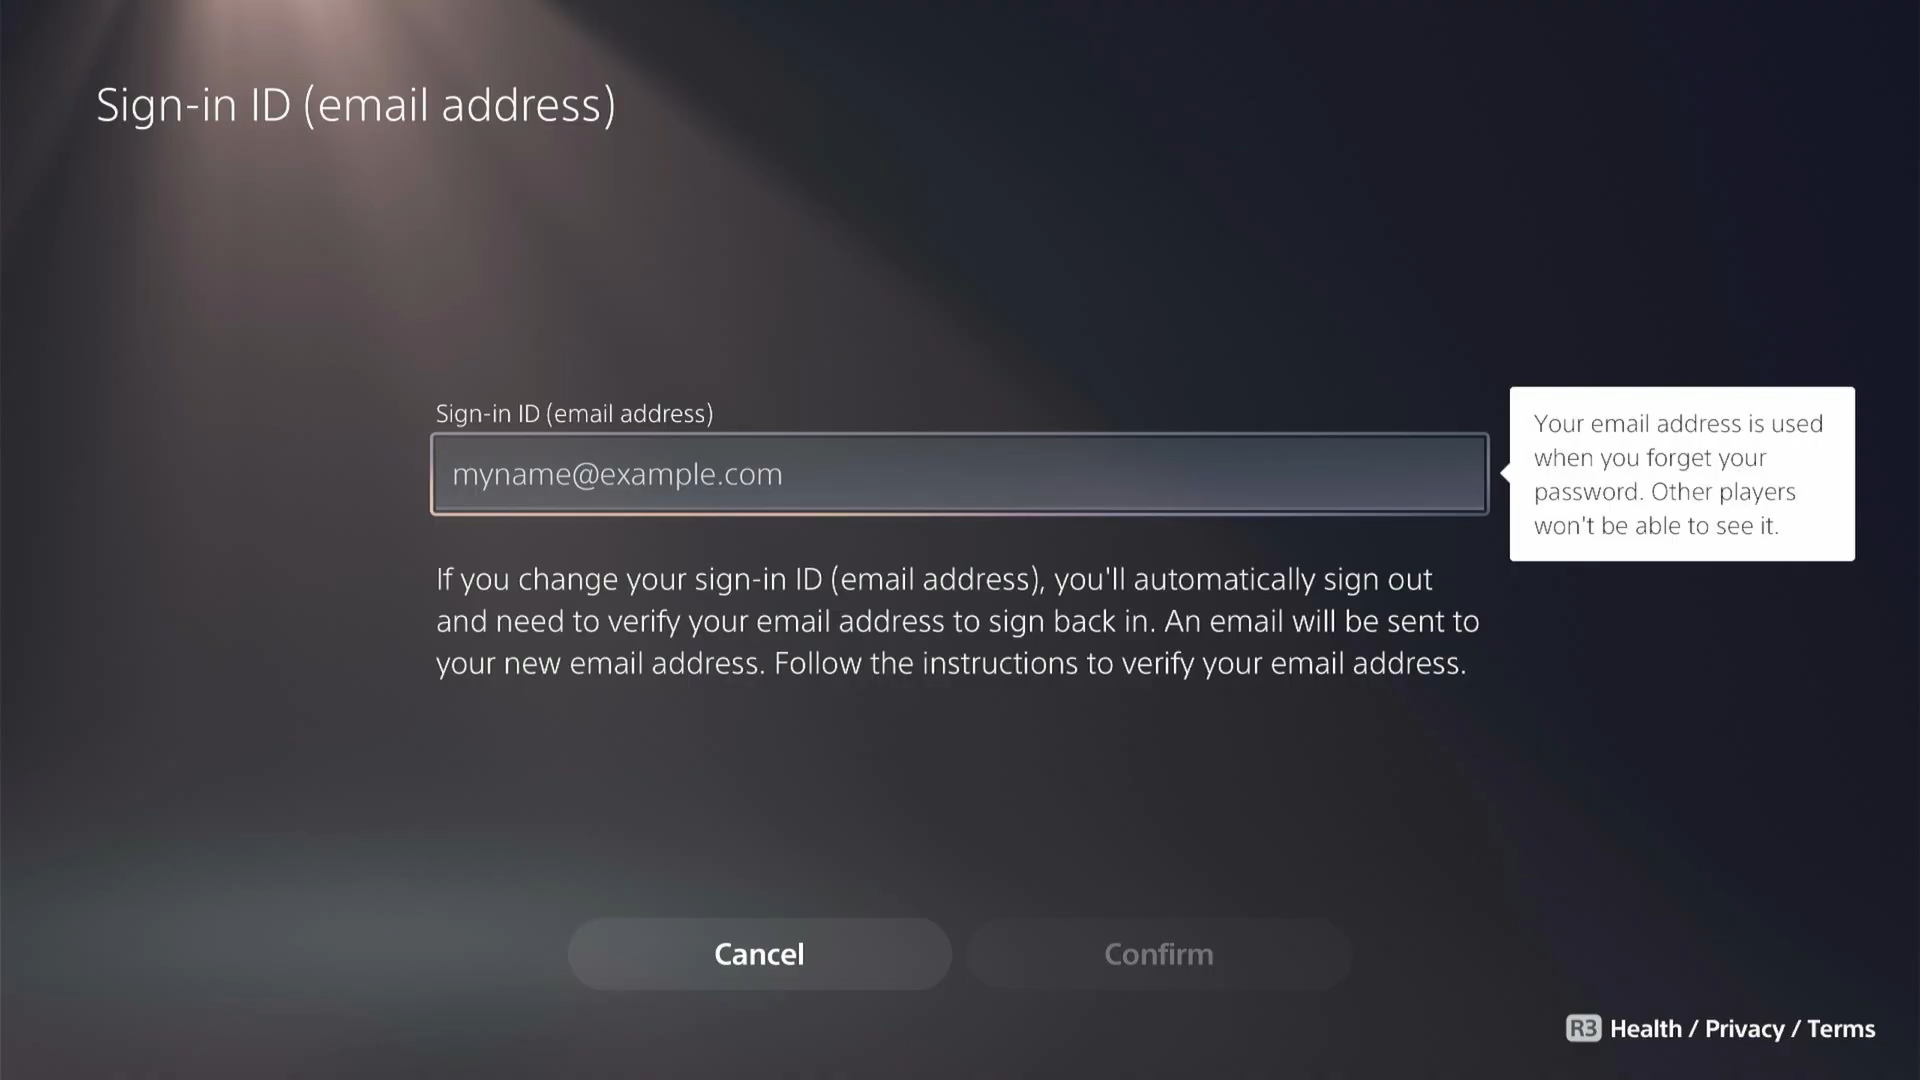 Sign-in ID (email address)
Sign-in ID (email address)
myname@example.com
Your email address is used
when you forget your
password. Other players
won't be able to see it.
If you change your sign-in ID (email address), you'll automatically sign out
and need to verify your email address to sign back in. An email will be sent to
your new email address. Follow the instructions to verify your email address.
Cancel
Confirm
R3 Health / Privacy / Terms